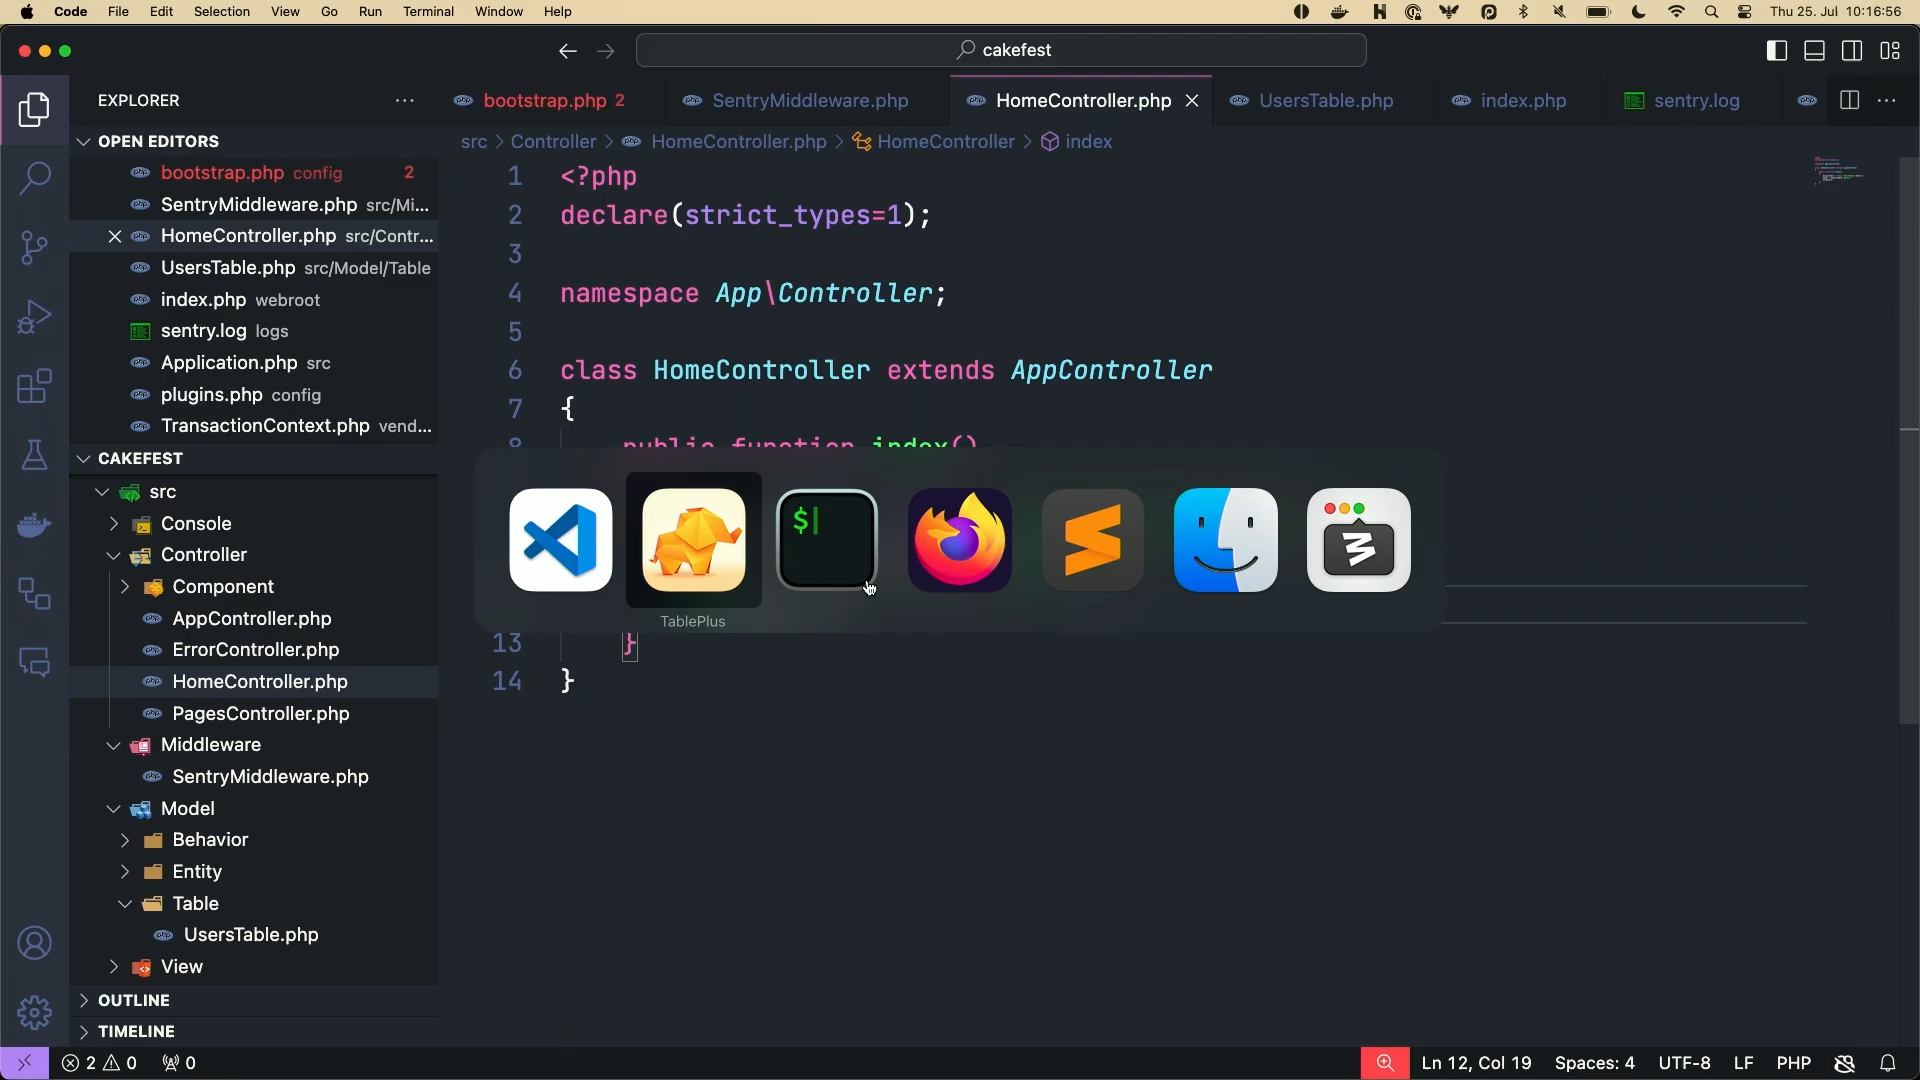 Code File Edit Selection View Go Run Terminal Window Help Thu 25. Jul 10:16:56
cakefest
EXPLORER
bootstrap.php 2 SentryMiddleware.php HomeController.php UsersTable.php index.php sentry.log
OPEN EDITORS
src > Controller > HomeController.php > HomeController > index
bootstrap.php config 2
SentryMiddleware.php src/Mi...
HomeController.php src/Contr...
UsersTable.php src/Model/Table
index.php webroot
sentry.log logs
Application.php src
plugins.php config
TransactionContext.php vend...
CAKEFEST
src
Console
Controller
Component
AppController.php
ErrorController.php
HomeController.php
PagesController.php
Middleware
SentryMiddleware.php
Model
Behavior
Entity
Table
UsersTable.php
View
OUTLINE
TIMELINE
1 <?php
2 declare(strict_types=1);
3
4 namespace App\Controller;
5
6 class HomeController extends AppController
7 {
8 public function index()
$
TablePlus
13 }
14 }
2 0 0
Ln 12, Col 19 Spaces: 4 UTF-8 LF PHP